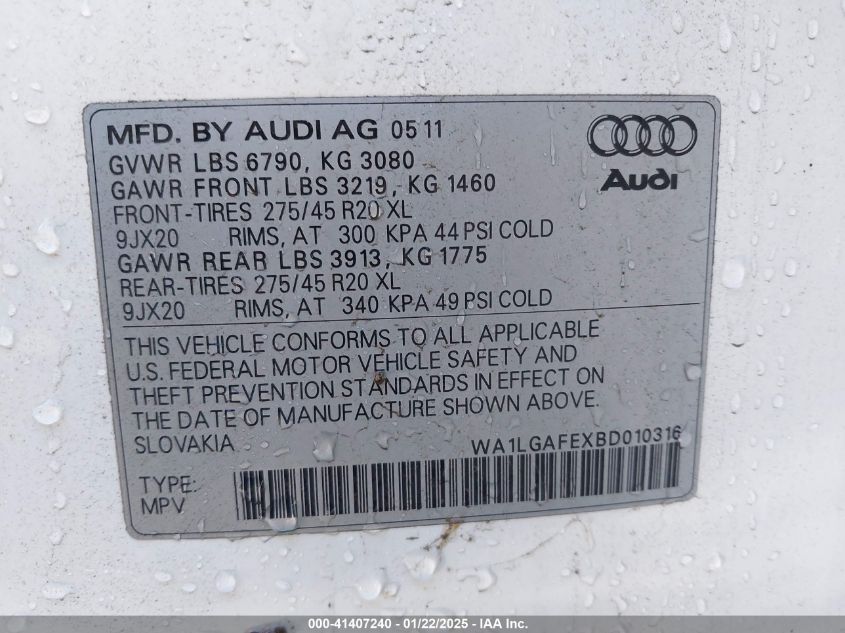 MFD. BY AUDI AG 05 11
GVWR LBS 6790, KG 3080
GAWR FRONT LBS 3219, KG 1460
FRONT-TIRES 275/45 R20 XL
9JX20 RIMS, AT 300 KPA 44 PSI COLD
GAWR REAR LBS 3913, KG 1775
REAR-TIRES 275/45 R20 XL
9JX20 RIMS, AT 340 KPA 49 PSI COLD
Audi
THIS VEHICLE CONFORMS TO ALL APPLICABLE
U.S. FEDERAL MOTOR VEHICLE SAFETY AND
THEFT PREVENTION STANDARDS IN EFFECT ON
THE DATE OF MANUFACTURE SHOWN ABOVE.
SLOVAKIA WA1LGAFEXBD010316
TYPE:
MPV
000-41407240 - 01/22/2025 - IAA Inc.